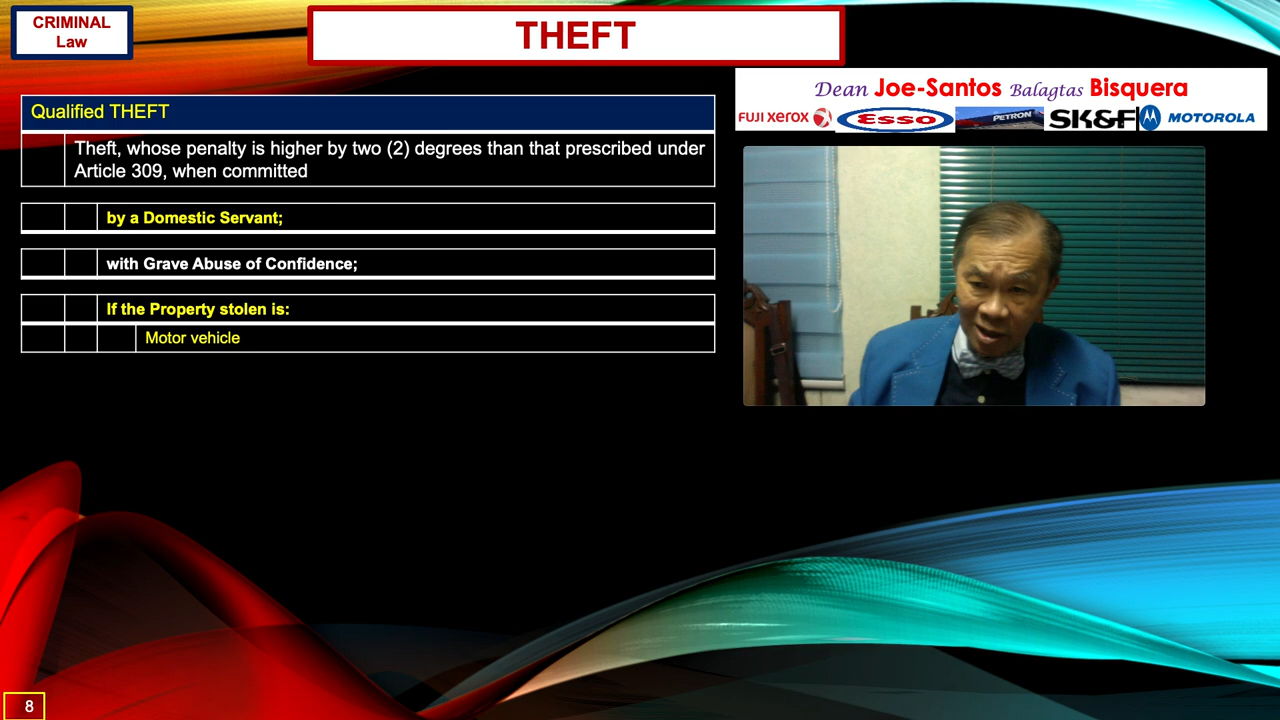 CRIMINAL
Law
THEFT
Dean Joe-Santos Balagtas Bisquera
FUJI XEROX Esso PETRON SK&F MOTOROLA
Qualified THEFT
Theft, whose penalty is higher by two (2) degrees than that prescribed under
Article 309, when committed
by a Domestic Servant;
with Grave Abuse of Confidence;
If the Property stolen is:
Motor vehicle
8